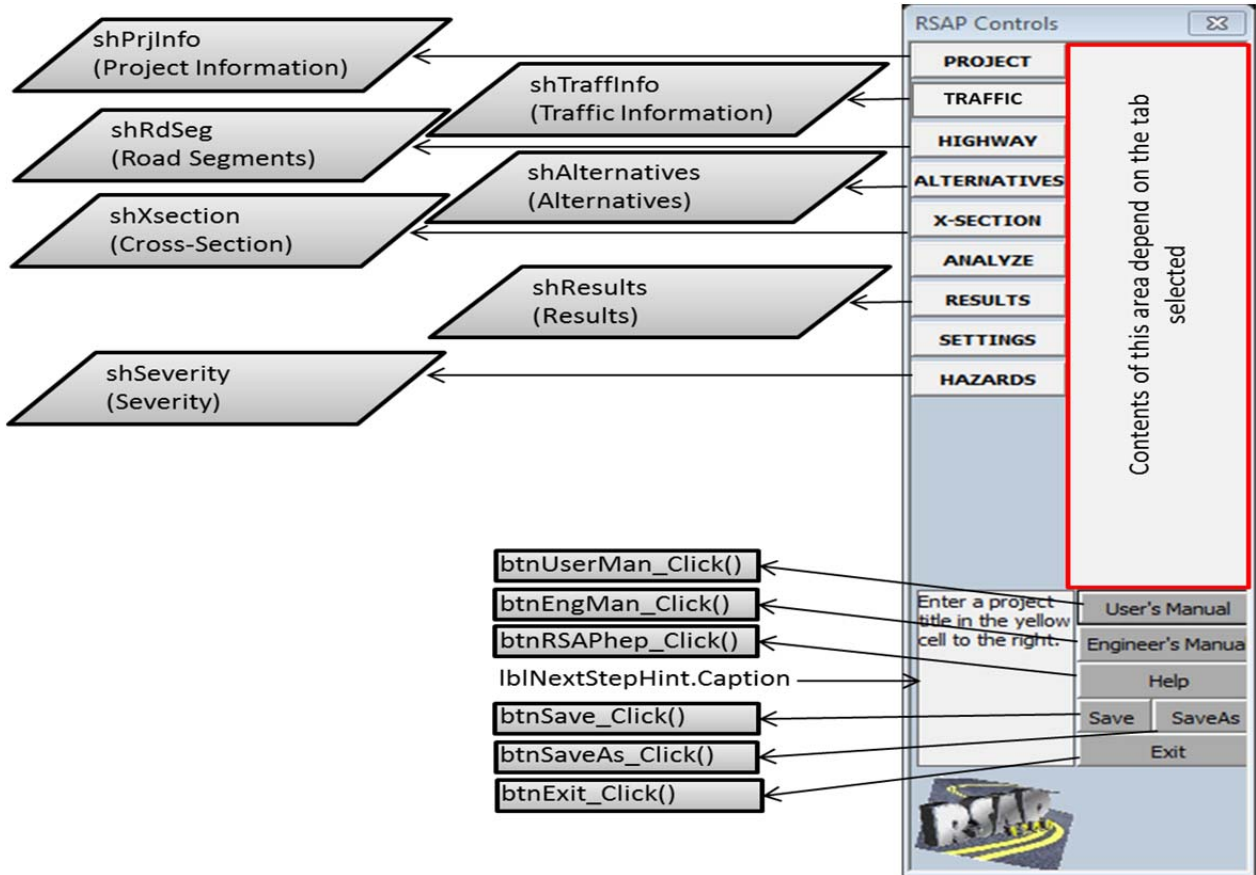 shPrjInfo
(Project Information)
shTraffInfo
(Traffic Information)
shRdSeg
(Road Segments)
shAlternatives
(Alternatives)
shXsection
(Cross-Section)
shResults
(Results)
shSeverity
(Severity)
btnUserMan_Click()
btnEngMan_Click()
btnRSAPhep_Click()
lblNextStepHint.Caption
btnSave_Click()
btnSaveAs_Click()
btnExit_Click()
RSAP Controls
PROJECT
TRAFFIC
HIGHWAY
ALTERNATIVES
X-SECTION
ANALYZE
RESULTS
SETTINGS
HAZARDS
Contents of this area depend on the tab
selected
Enter a project
title in the yellow
cell to the right.
User's Manual
Engineer's Manua
Help
Save SaveAs
Exit
RSAP